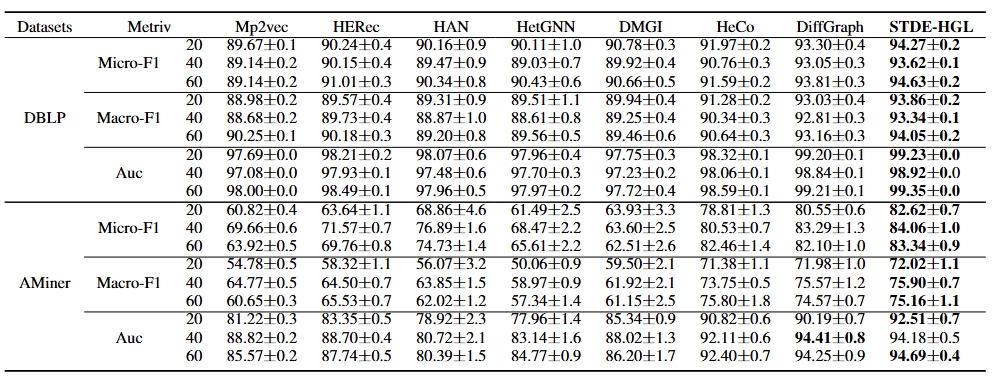 Datasets Metriv Mp2vec HERec HAN HetGNN DMGI HeCo DiffGraph STDE-HGL
DBLP
Micro-F1
20 89.67±0.1 90.24±0.4 90.16±0.9 90.11±1.0 90.78±0.3 91.97±0.2 93.30±0.4 94.27±0.2
40 89.14±0.2 90.15±0.4 89.47±0.9 89.03±0.7 89.92±0.4 90.76±0.3 93.05±0.3 93.62±0.1
60 89.14±0.2 91.01±0.3 90.34±0.8 90.43±0.6 90.66±0.5 91.59±0.2 93.81±0.3 94.63±0.2
Macro-F1
20 88.98±0.2 89.57±0.4 89.31±0.9 89.51±1.1 89.94±0.4 91.28±0.2 93.03±0.4 93.86±0.2
40 88.68±0.2 89.73±0.4 88.87±1.0 88.61±0.8 89.25±0.4 90.34±0.3 92.81±0.3 93.34±0.1
60 90.25±0.1 90.18±0.3 89.20±0.8 89.56±0.5 89.46±0.6 90.64±0.3 93.16±0.3 94.05±0.2
Auc
20 97.69±0.0 98.21±0.2 98.07±0.6 97.96±0.4 97.75±0.3 98.32±0.1 99.20±0.1 99.23±0.0
40 97.08±0.0 97.93±0.1 97.48±0.6 97.70±0.3 97.23±0.2 98.06±0.1 98.84±0.1 98.92±0.0
60 98.00±0.0 98.49±0.1 97.96±0.5 97.97±0.2 97.72±0.4 98.59±0.1 99.21±0.1 99.35±0.0
AMiner
Micro-F1
20 60.82±0.4 63.64±1.1 68.86±4.6 61.49±2.5 63.93±3.3 78.81±1.3 80.55±0.6 82.62±0.7
40 69.66±0.6 71.57±0.7 76.89±1.6 68.47±2.2 63.60±2.5 80.53±0.7 83.29±1.3 84.06±1.0
60 63.92±0.5 69.76±0.8 74.73±1.4 65.61±2.2 62.51±2.6 82.46±1.4 82.10±1.0 83.34±0.9
Macro-F1
20 54.78±0.5 58.32±1.1 56.07±3.2 50.06±0.9 59.50±2.1 71.38±1.1 71.98±1.0 72.02±1.1
40 64.77±0.5 64.50±0.7 63.85±1.5 58.97±0.9 61.92±2.1 73.75±0.5 75.57±1.2 75.90±0.7
60 60.65±0.3 65.53±0.7 62.02±1.2 57.34±1.4 61.15±2.5 75.80±1.8 74.57±0.7 75.16±1.1
Auc
20 81.22±0.3 83.35±0.5 78.92±2.3 77.96±1.4 85.34±0.9 90.82±0.6 90.19±0.7 92.51±0.7
40 88.82±0.2 88.70±0.4 80.72±2.1 83.14±1.6 88.02±1.3 92.11±0.6 94.41±0.8 94.18±0.5
60 85.57±0.2 87.74±0.5 80.39±1.5 84.77±0.9 86.20±1.7 92.40±0.7 94.25±0.9 94.69±0.4